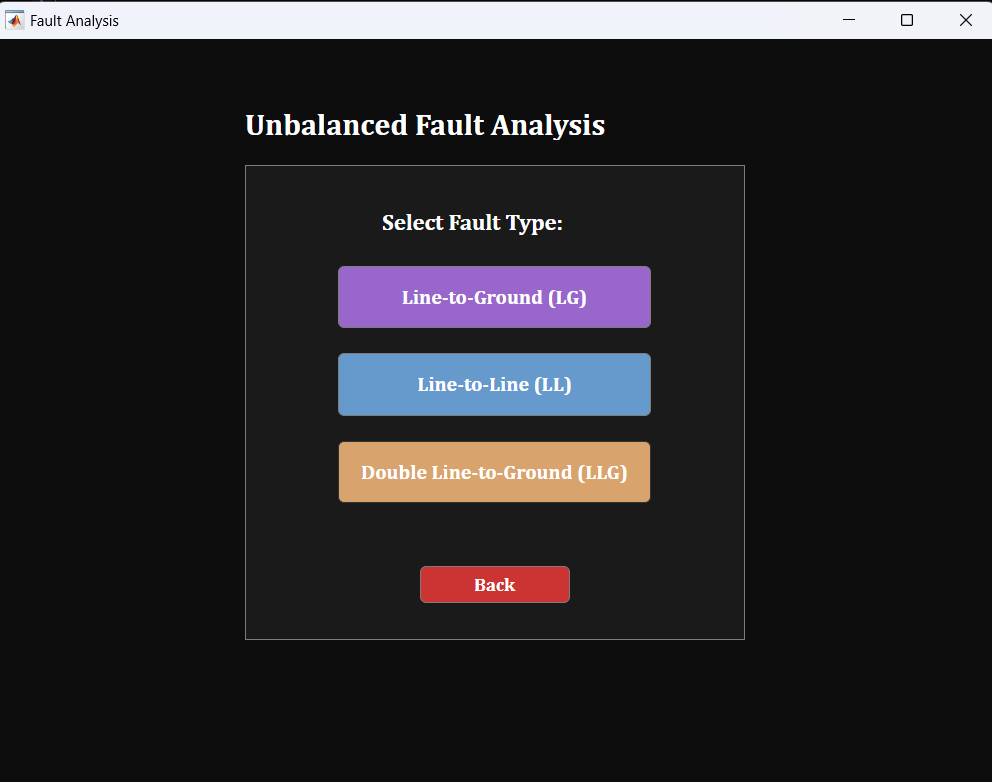 Fault Analysis
Unbalanced Fault Analysis
Select Fault Type:
Line-to-Ground (LG)
Line-to-Line (LL)
Double Line-to-Ground (LLG)
Back